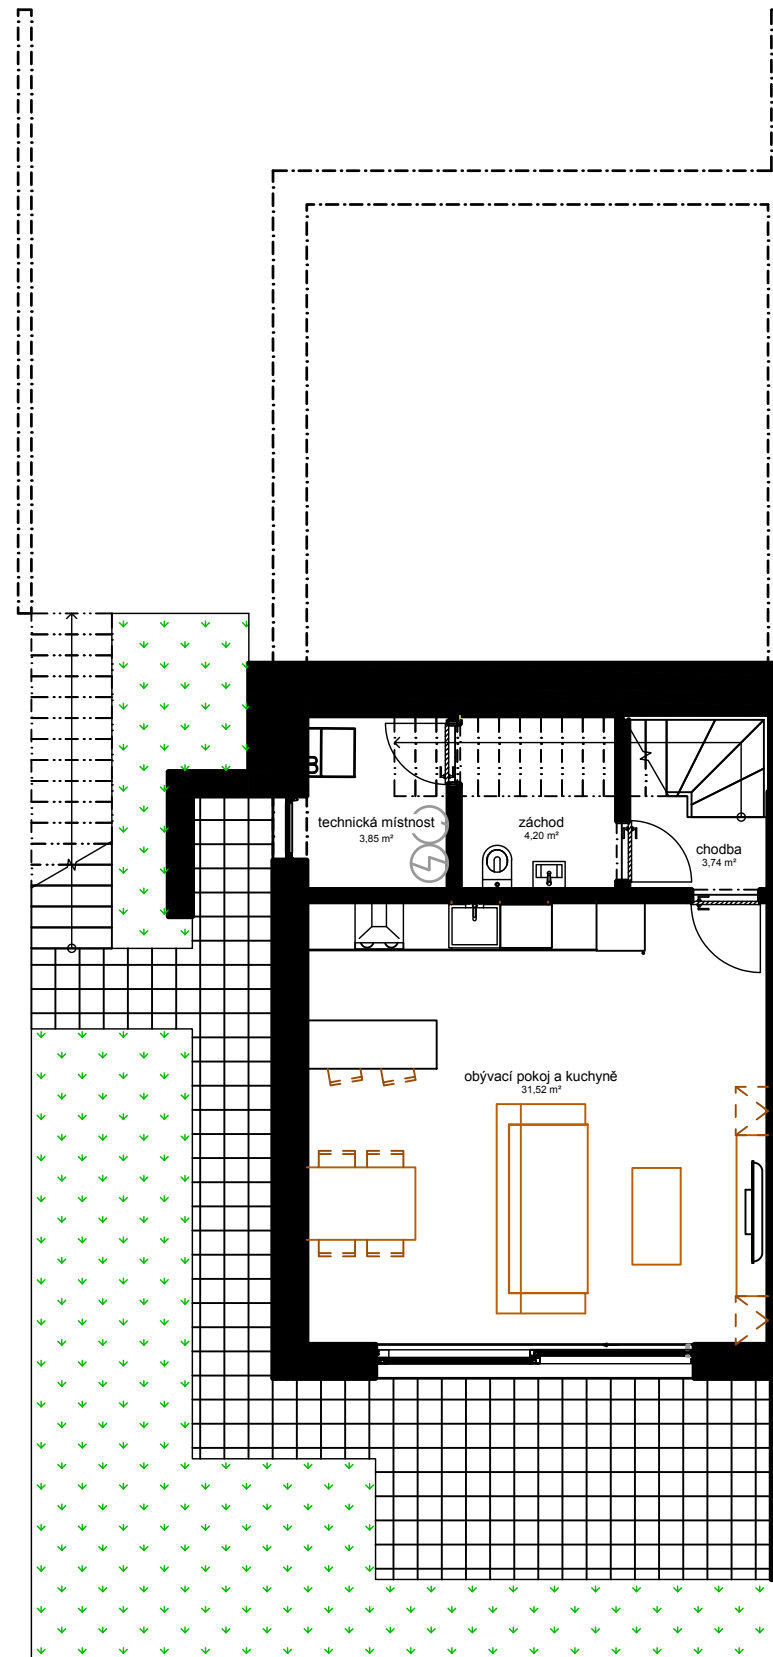 technická místnost
3,85 m²
záchod
4,20 m²
chodba
3,74 m²
obývací pokoj a kuchyně
31,52 m²